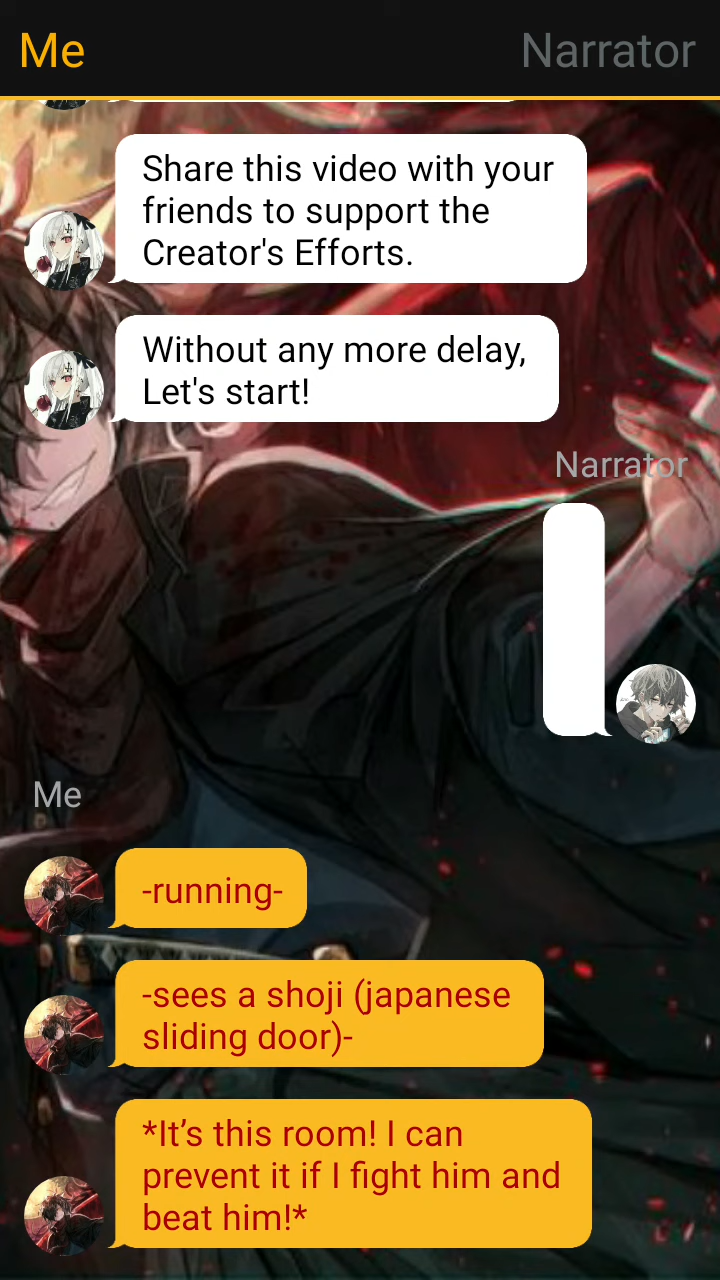 Me
Narrator
Share this video with your
friends to support the
Creator's Efforts.
Without any more delay,
Let's start!
Narrator
Me
-running-
-sees a shoji (japanese
sliding door)-
*It’s this room! I can
prevent it if I fight him and
beat him!*